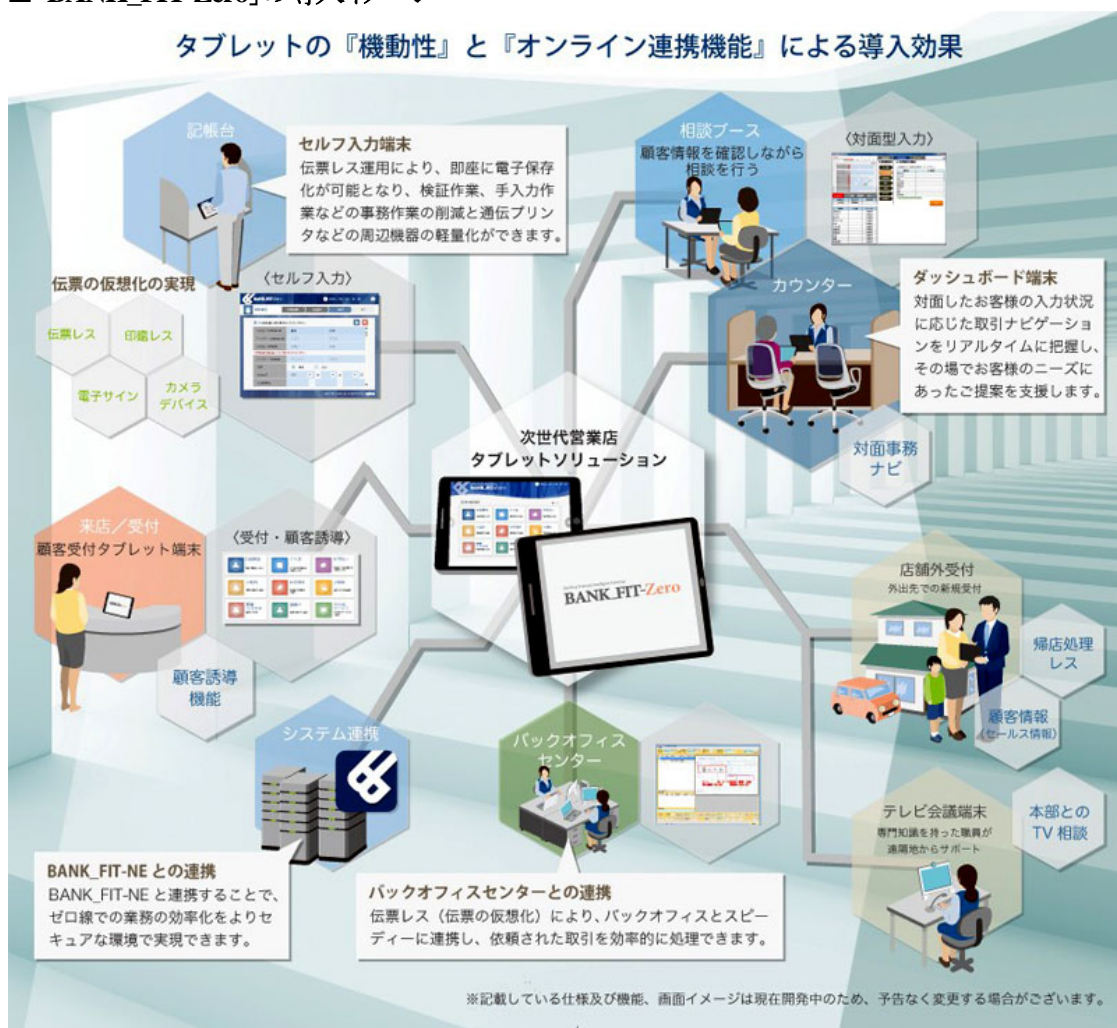 タブレットの『機動性』と『オンライン連携機能』による導入効果
記帳台
セルフ入力端末
伝票レス運用により、即座に電子保存
化が可能となり、検証作業、手入力作
業などの事務作業の削減と通伝プリン
タなどの周辺機器の軽量化ができます。
相談ブース
顧客情報を確認しながら
相談を行う
〈対面型入力〉
伝票の仮想化の実現
伝票レス
印鑑レス
電子サイン
カメラ
デバイス
〈セルフ入力〉
カウンター
ダッシュボード端末
対面したお客様の入力状況
に応じた取引ナビゲーショ
ンをリアルタイムに把握し、
その場でお客様のニーズに
あったご提案を支援します。
対面事務
ナビ
次世代営業店
タブレットソリューション
BANK_FIT-Zero
来店／受付
顧客受付タブレット端末
〈受付・顧客誘導〉
顧客誘導
機能
店舗外受付
外出先での新規受付
帰店処理
レス
顧客情報
(セールス情報)
システム連携
バックオフィス
センター
テレビ会議端末
専門知識を持った職員が
遠隔地からサポート
本部との
TV 相談
BANK_FIT-NE との連携
BANK_FIT-NE と連携することで、
ゼロ線での業務の効率化をよりセ
キュアな環境で実現できます。
バックオフィスセンターとの連携
伝票レス（伝票の仮想化）により、バックオフィスとスピー
ディーに連携し、依頼された取引を効率的に処理できます。
※記載している仕様及び機能、画面イメージは現在開発中のため、予告なく変更する場合がございます。